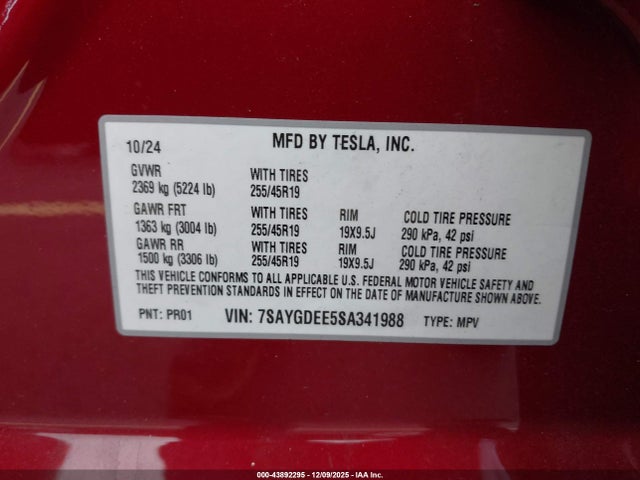 10/24 MFD BY TESLA, INC.
GVWR WITH TIRES
2369 kg (5224 lb) 255/45R19
GAWR FRT WITH TIRES RIM COLD TIRE PRESSURE
1363 kg (3004 lb) 255/45R19 19X9.5J 290 kPa, 42 psi
GAWR RR WITH TIRES RIM COLD TIRE PRESSURE
1500 kg (3306 lb) 255/45R19 19X9.5J 290 kPa, 42 psi
THIS VEHICLE CONFORMS TO ALL APPLICABLE U.S. FEDERAL MOTOR VEHICLE SAFETY AND
THEFT PREVENTION STANDARDS IN EFFECT ON THE DATE OF MANUFACTURE SHOWN ABOVE.
PNT: PR01 VIN: 7SAYGDEE5SA341988 TYPE: MPV
000-43892295 - 12/09/2025 - IAA Inc.